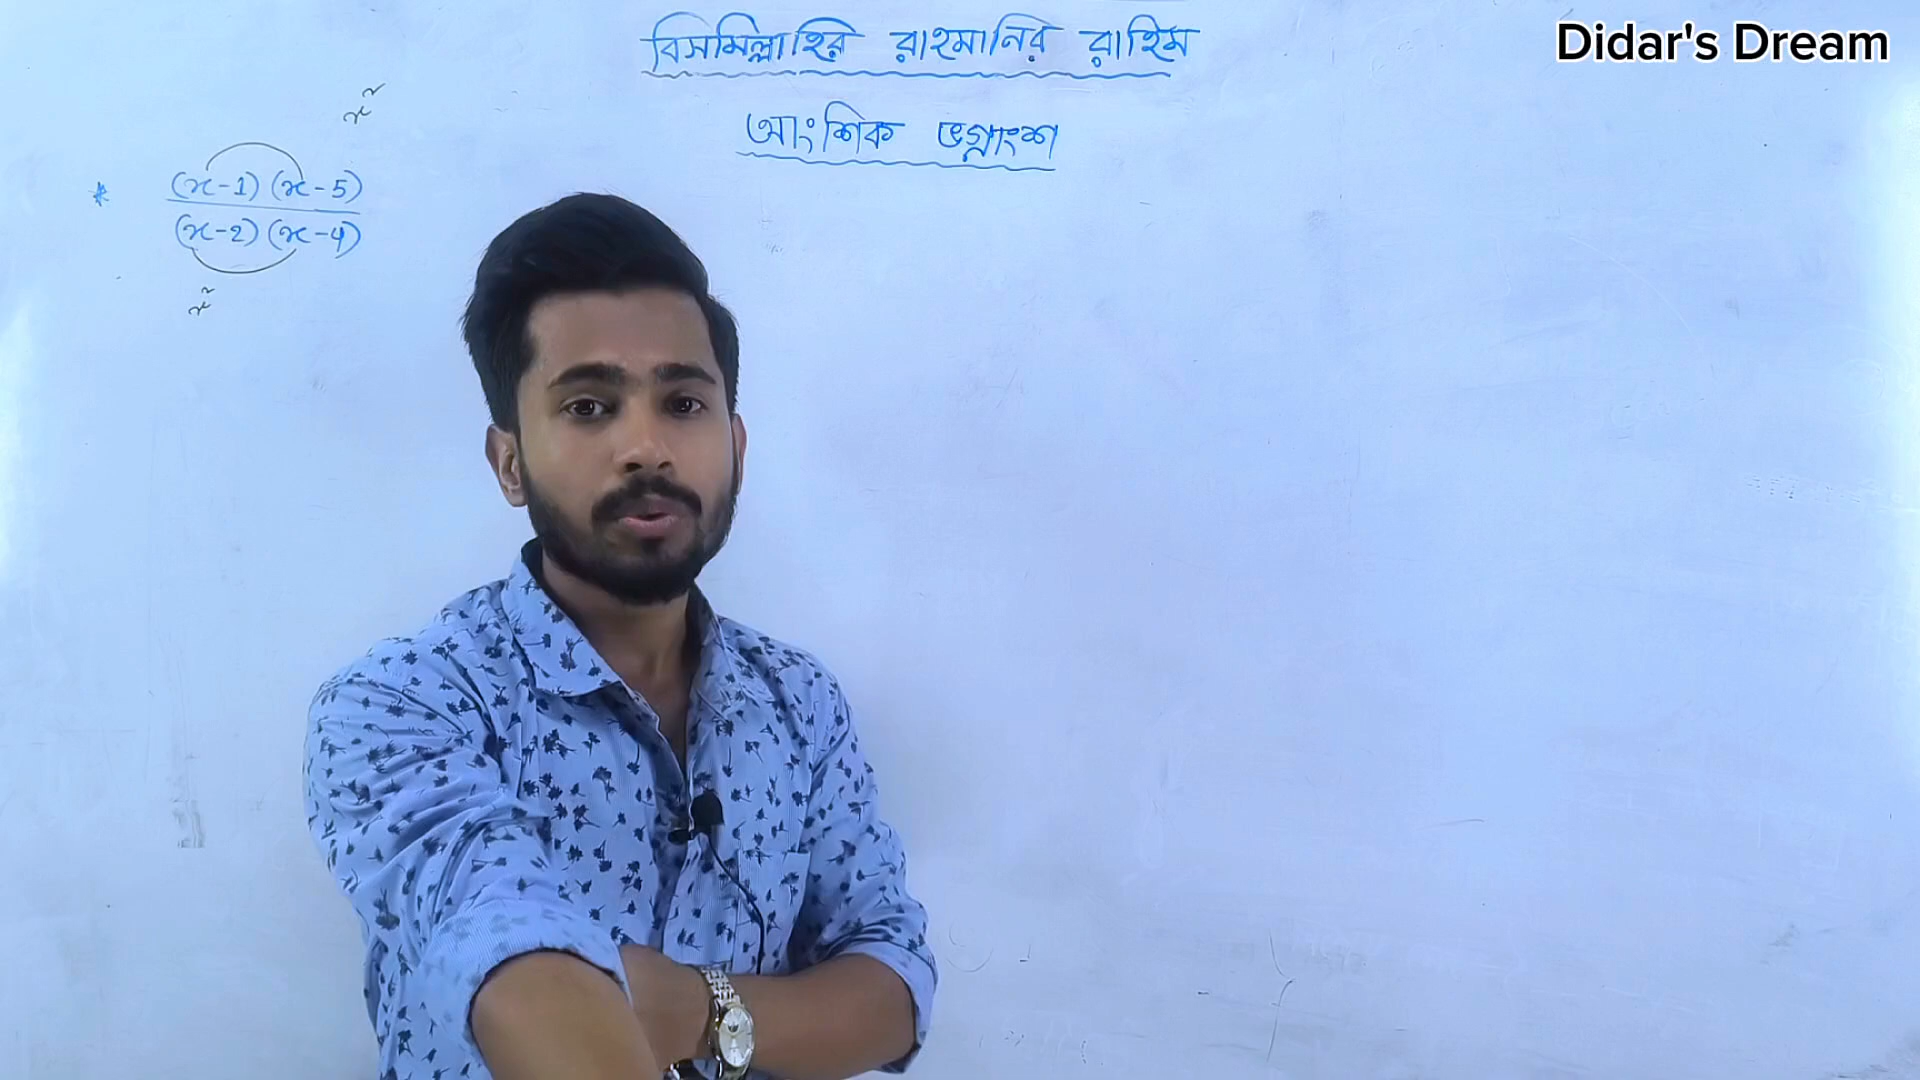 Didar's Dream
বিসমিল্লাহির রাহমানির রাহিম
আংশিক ভগ্নাংশ
x²
* (x-1) (x-5)
(x-2) (x-4)
x²